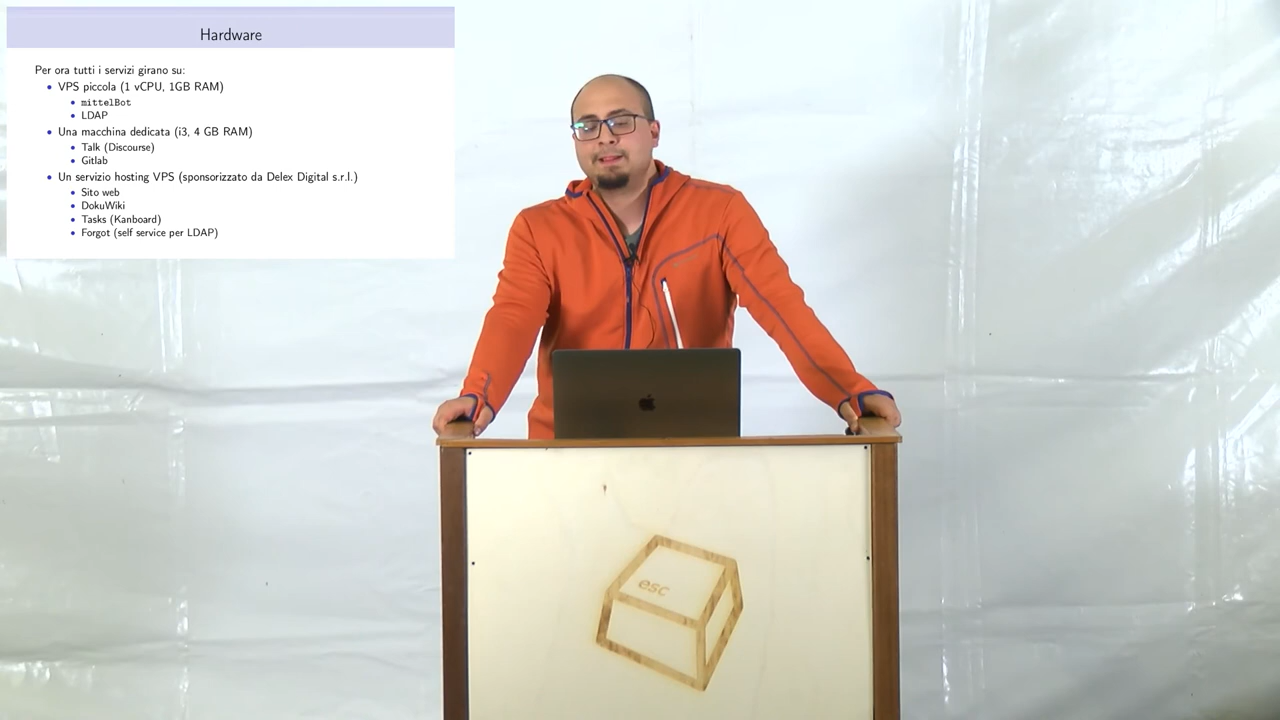 Hardware
Per ora tutti i servizi girano su:
VPS piccola (1 vCPU, 1GB RAM)
mittelBot
LDAP
Una macchina dedicata (i3, 4 GB RAM)
Talk (Discourse)
Gitlab
Un servizio hosting VPS (sponsorizzato da Delex Digital s.r.l.)
Sito web
DokuWiki
Tasks (Kanboard)
Forgot (self service per LDAP)
esc